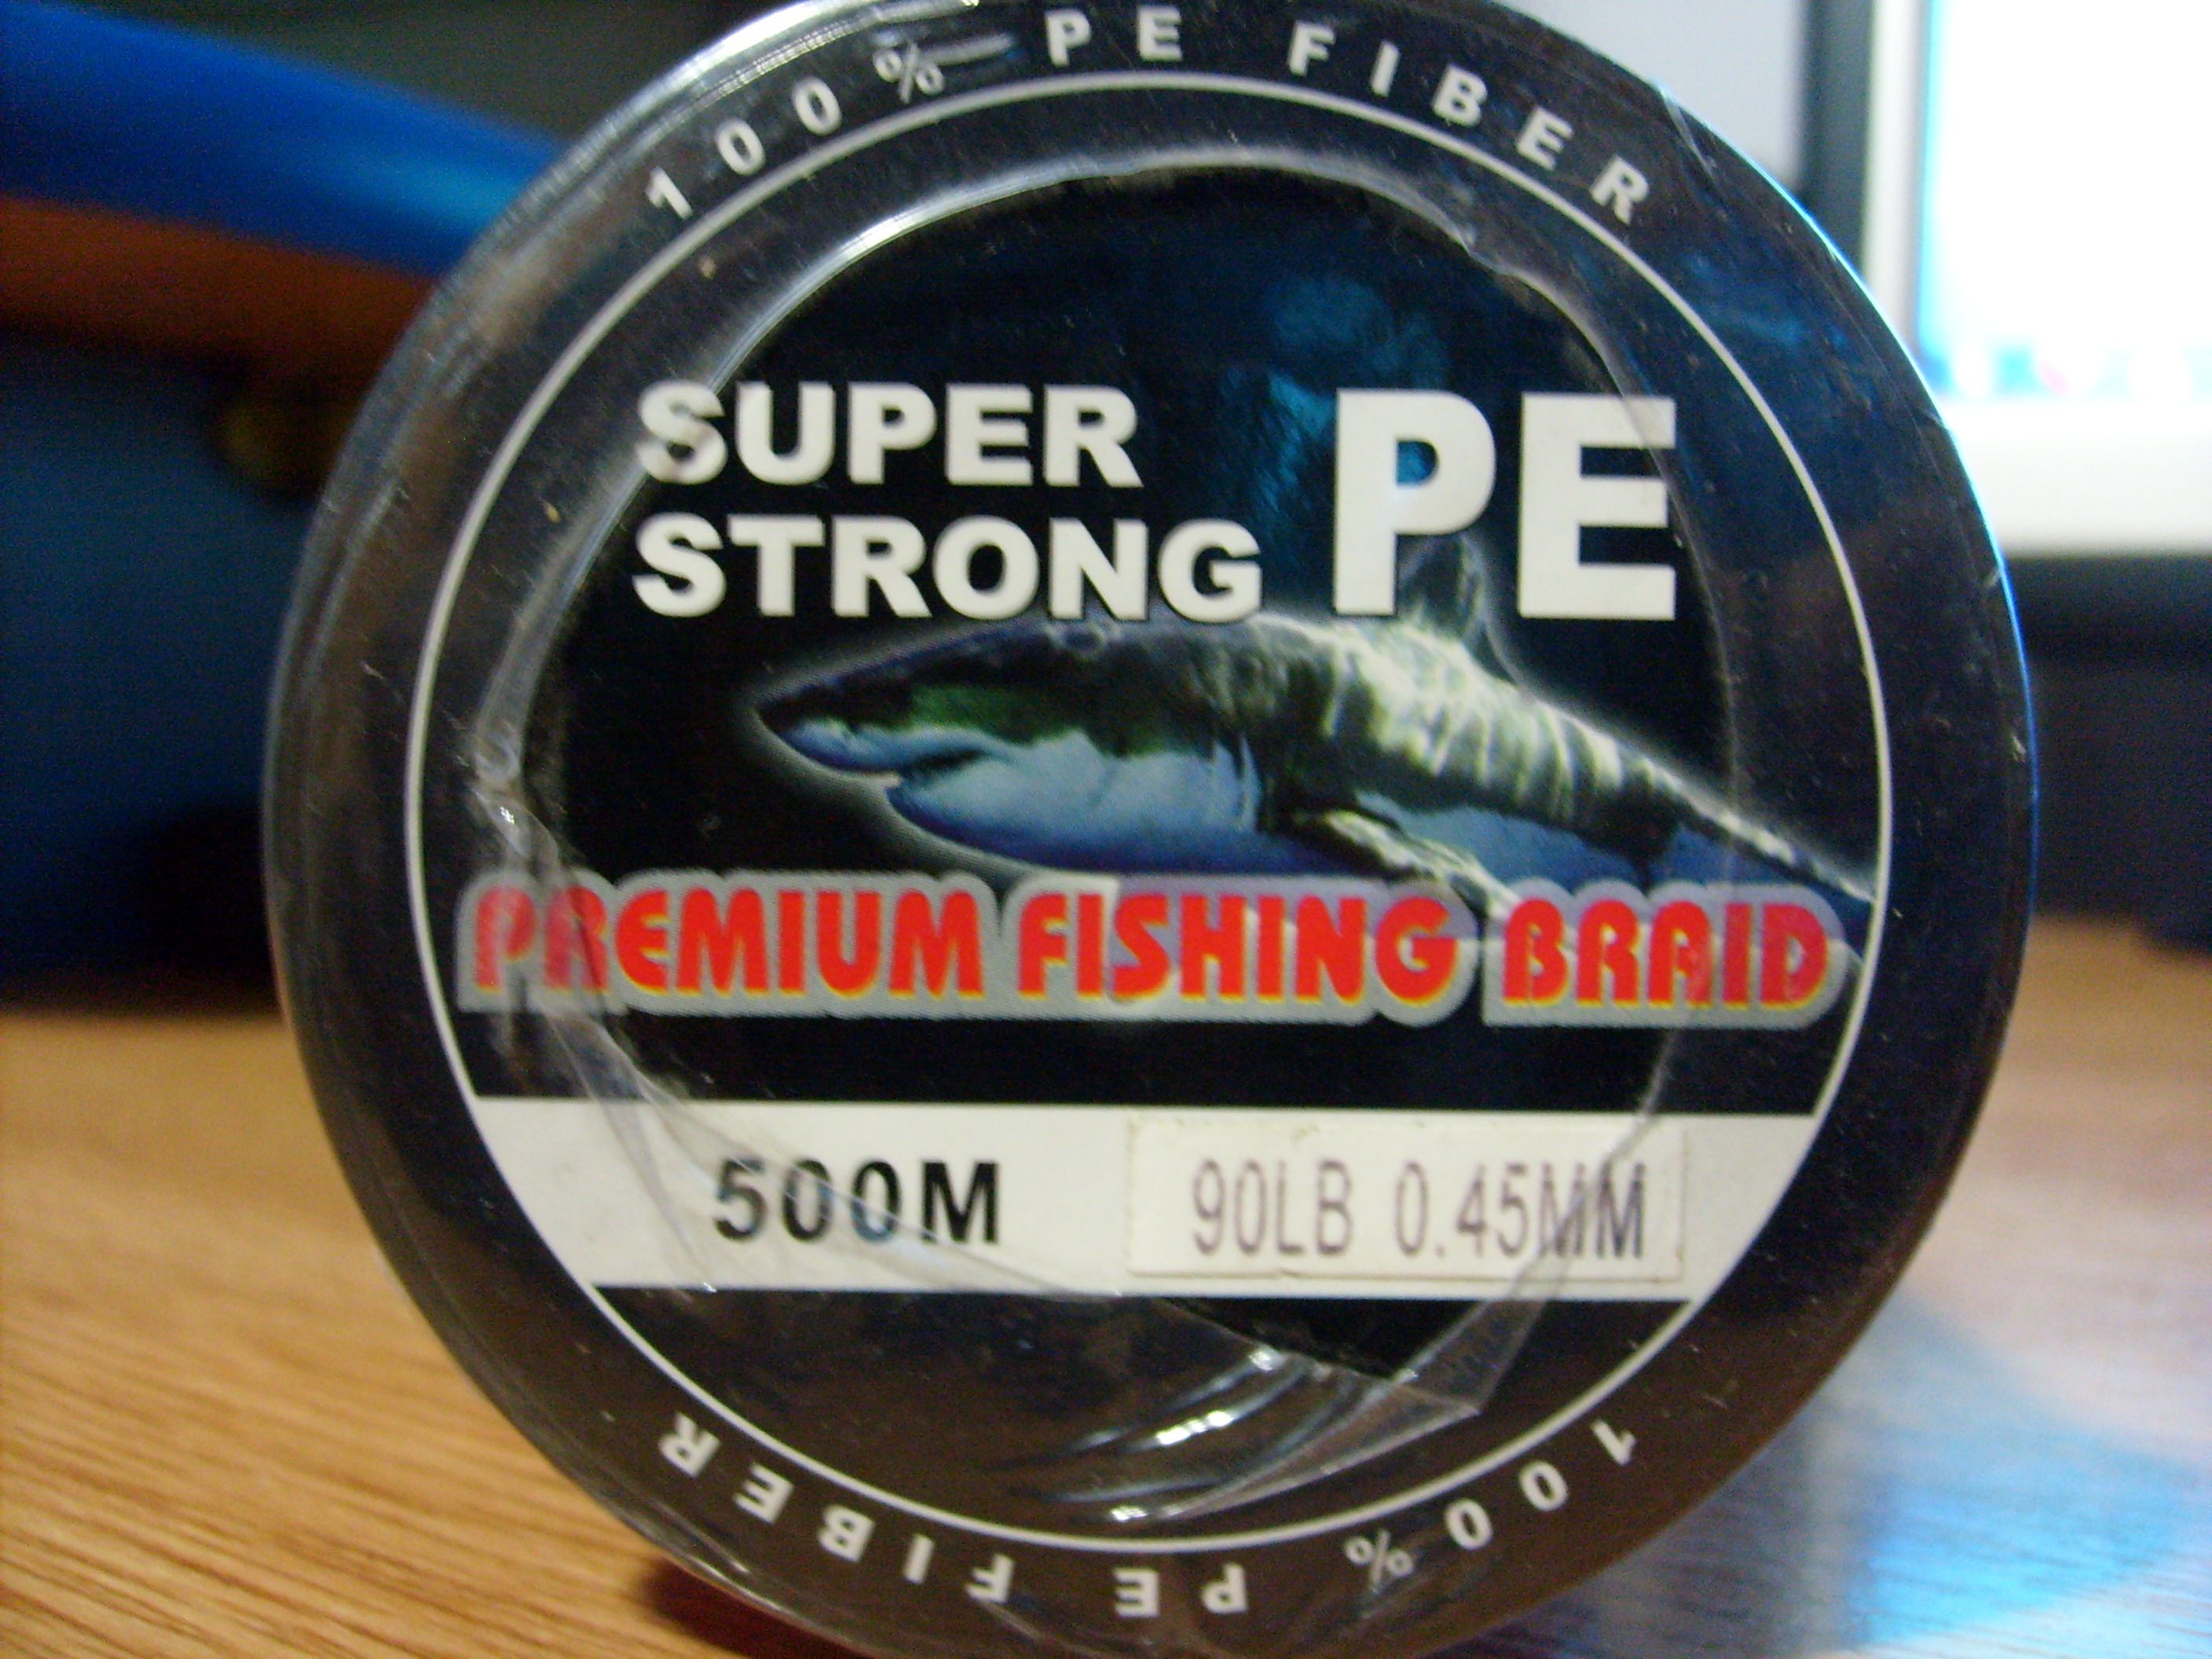 100% PE FIBER
SUPER
STRONG PE
PREMIUM FISHING BRAID
500M 90LB 0.45MM
100% PE FIBER